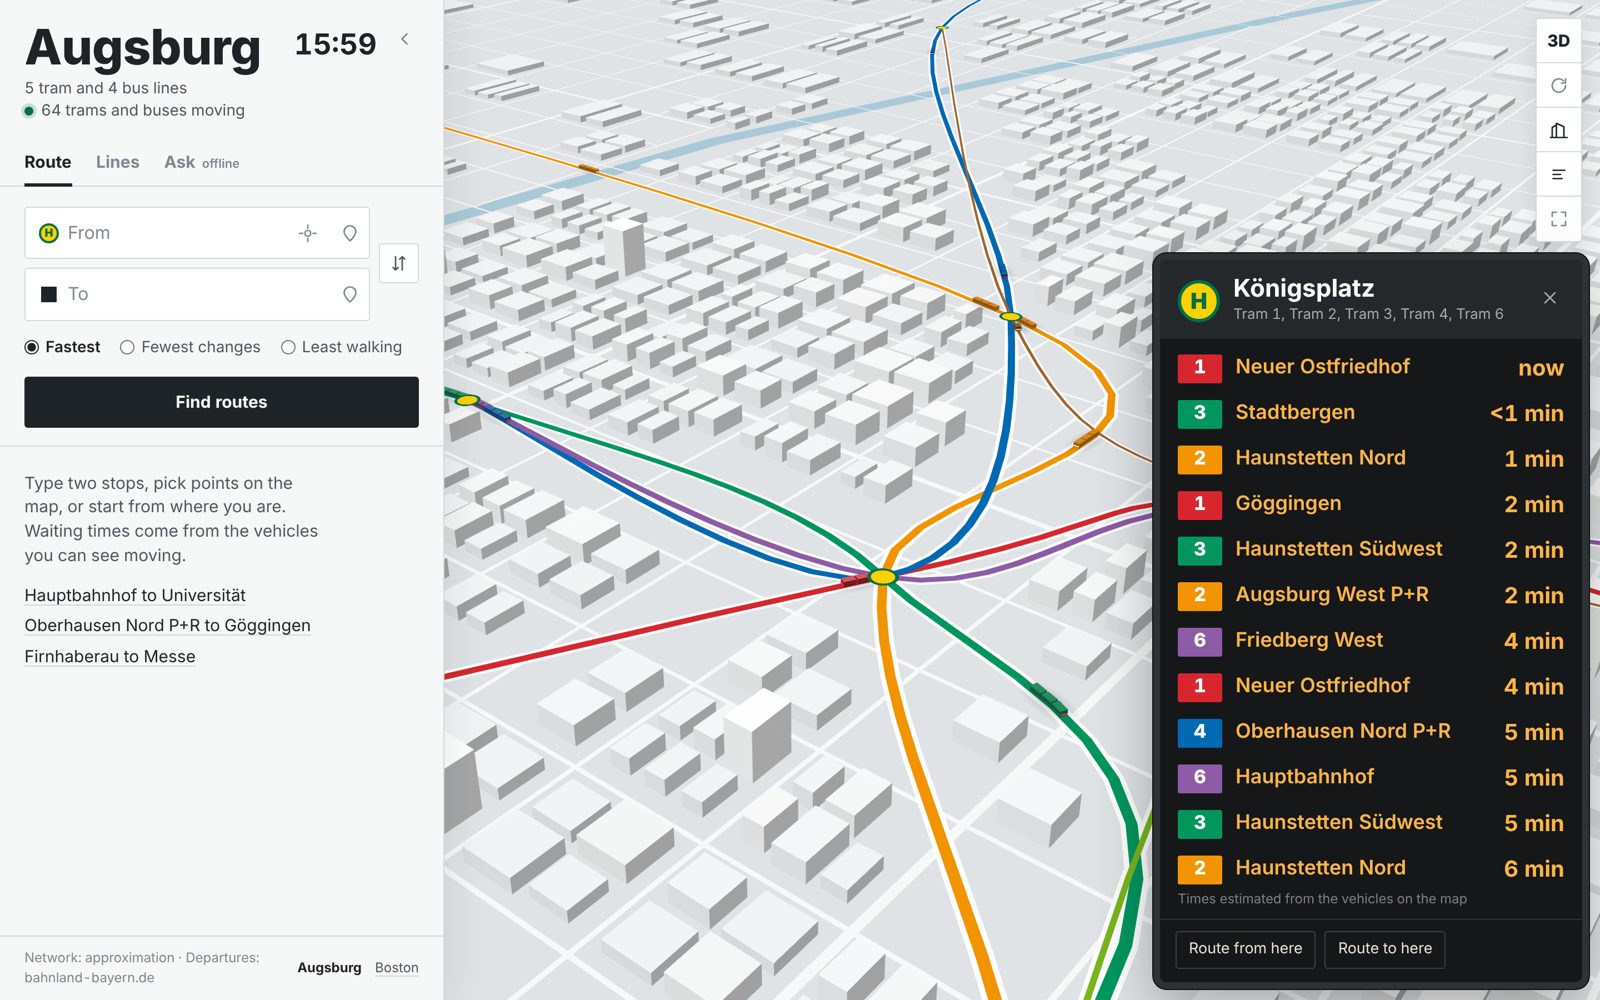 Augsburg
15:59
5 tram and 4 bus lines
64 trams and buses moving
Route
Lines
Ask offline
H From
To
Fastest
Fewest changes
Least walking
Find routes
Type two stops, pick points on the
map, or start from where you are.
Waiting times come from the vehicles
you can see moving.
Hauptbahnhof to Universität
Oberhausen Nord P+R to Göggingen
Firnhaberau to Messe
Network: approximation · Departures:
bahnland-bayern.de
Augsburg
Boston
3D
H
Königsplatz
Tram 1, Tram 2, Tram 3, Tram 4, Tram 6
1 Neuer Ostfriedhof now
3 Stadtbergen <1 min
2 Haunstetten Nord 1 min
1 Göggingen 2 min
3 Haunstetten Südwest 2 min
2 Augsburg West P+R 2 min
6 Friedberg West 4 min
1 Neuer Ostfriedhof 4 min
4 Oberhausen Nord P+R 5 min
6 Hauptbahnhof 5 min
3 Haunstetten Südwest 5 min
2 Haunstetten Nord 6 min
Times estimated from the vehicles on the map
Route from here
Route to here